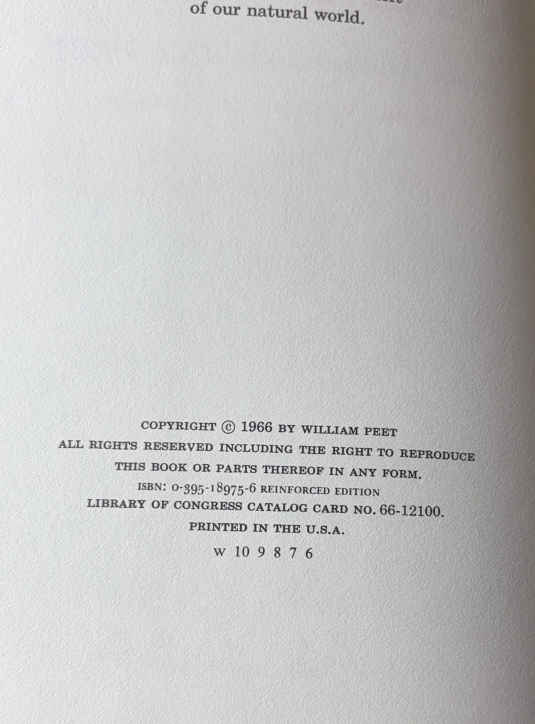 of our natural world.
COPYRIGHT © 1966 BY WILLIAM PEET
ALL RIGHTS RESERVED INCLUDING THE RIGHT TO REPRODUCE
THIS BOOK OR PARTS THEREOF IN ANY FORM.
ISBN: 0-395-18975-6 REINFORCED EDITION
LIBRARY OF CONGRESS CATALOG CARD NO. 66-12100.
PRINTED IN THE U.S.A.
W 10 9 8 7 6